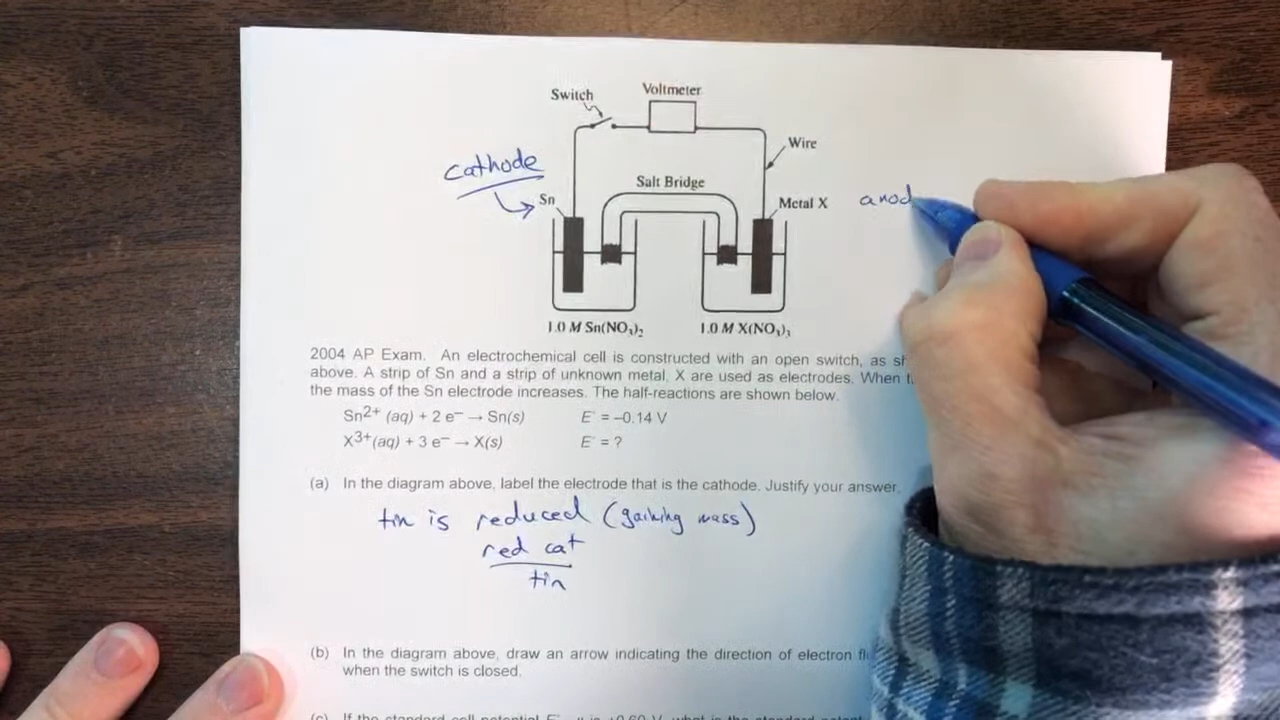 Switch
Voltmeter
Wire
cathode
Salt Bridge
Sn
Metal X
anod
1.0 M Sn(NO₃)₂
1.0 M X(NO₃)₃
2004 AP Exam. An electrochemical cell is constructed with an open switch, as
above. A strip of Sn and a strip of unknown metal, X are used as electrodes. When
the mass of the Sn electrode increases. The half-reactions are shown below.
Sn2+ (aq) + 2 e– → Sn(s) E° = –0.14 V
X3+(aq) + 3 e– → X(s) E° = ?
(a) In the diagram above, label the electrode that is the cathode. Justify your answer.
tin is reduced (gaining mass)
red cat
tin
(b) In the diagram above, draw an arrow indicating the direction of electron
when the switch is closed.
(c) If the standard cell potential